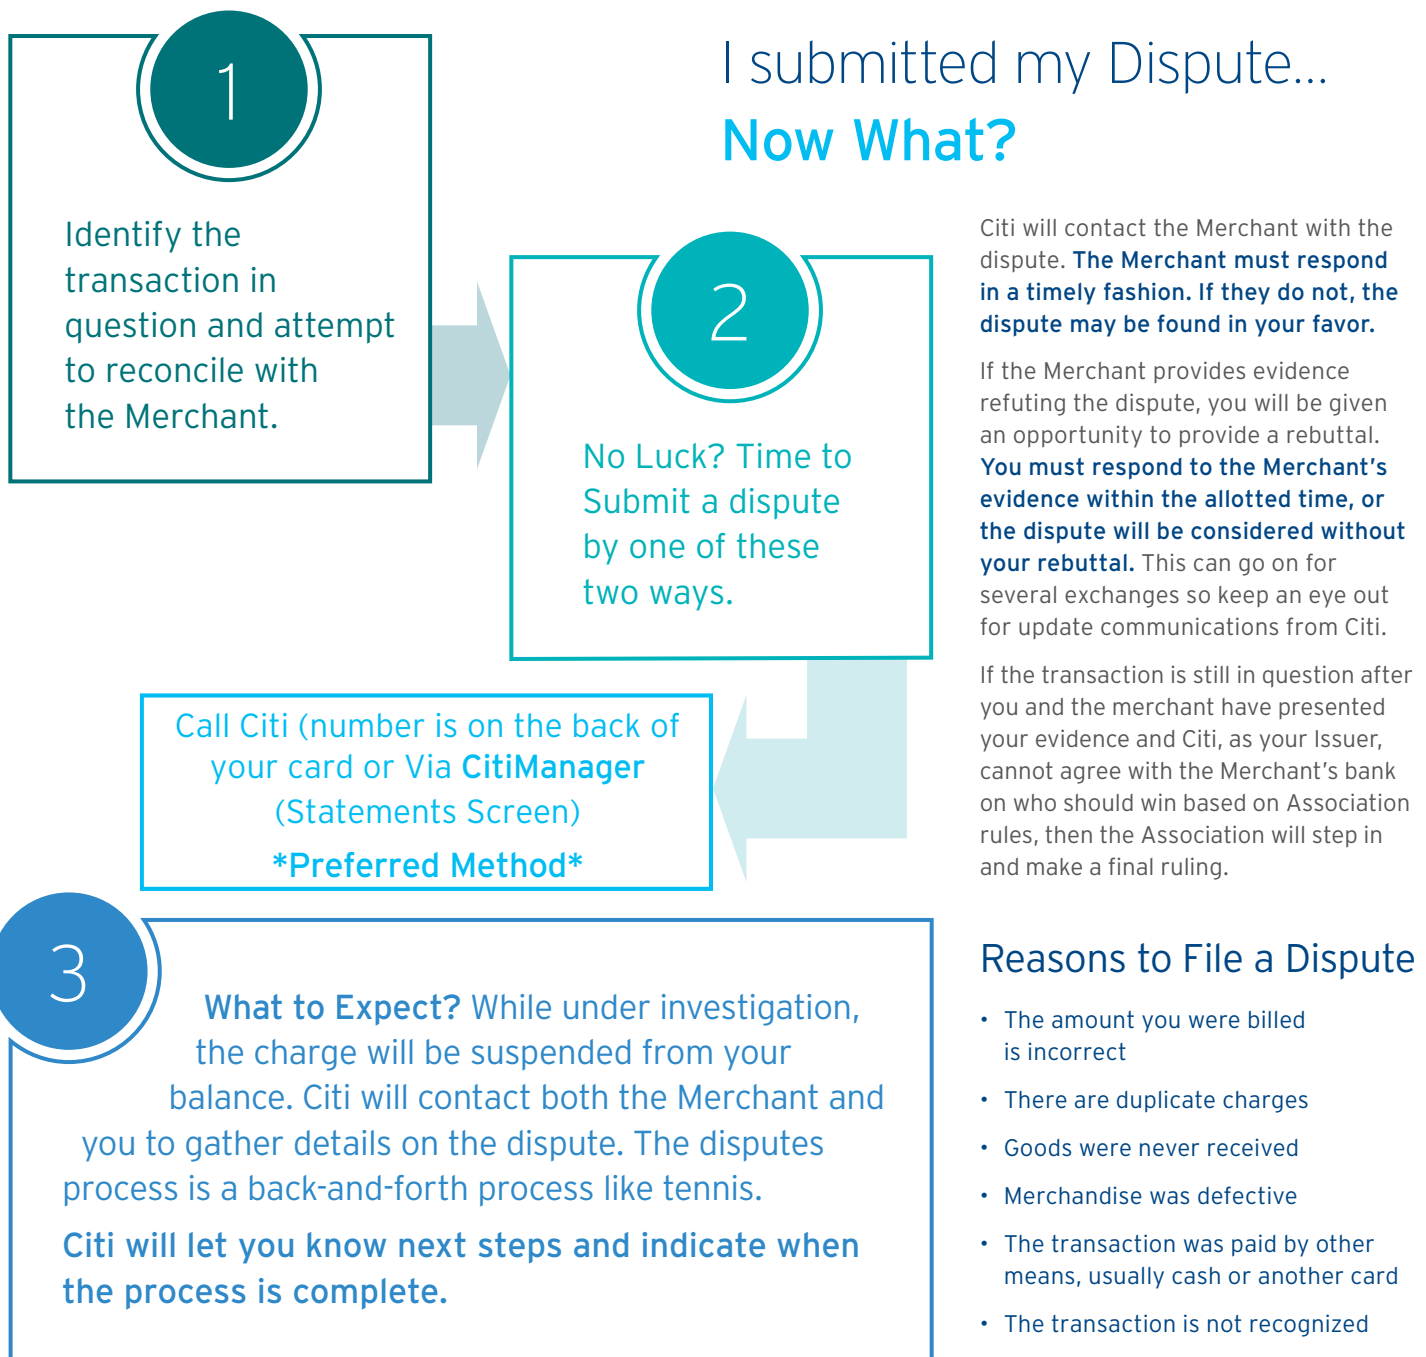 1
Identify the
transaction in
question and attempt
to reconcile with
the Merchant.
2
No Luck? Time to
Submit a dispute
by one of these
two ways.
Call Citi (number is on the back of
your card or Via CitiManager
(Statements Screen)
*Preferred Method*
3
What to Expect? While under investigation,
the charge will be suspended from your
balance. Citi will contact both the Merchant and
you to gather details on the dispute. The disputes
process is a back-and-forth process like tennis.
Citi will let you know next steps and indicate when
the process is complete.
I submitted my Dispute...
Now What?
Citi will contact the Merchant with the
dispute. The Merchant must respond
in a timely fashion. If they do not, the
dispute may be found in your favor.
If the Merchant provides evidence
refuting the dispute, you will be given
an opportunity to provide a rebuttal.
You must respond to the Merchant's
evidence within the allotted time, or
the dispute will be considered without
your rebuttal. This can go on for
several exchanges so keep an eye out
for update communications from Citi.
If the transaction is still in question after
you and the merchant have presented
your evidence and Citi, as your Issuer,
cannot agree with the Merchant's bank
on who should win based on Association
rules, then the Association will step in
and make a final ruling.
Reasons to File a Dispute
• The amount you were billed
is incorrect
• There are duplicate charges
• Goods were never received
• Merchandise was defective
• The transaction was paid by other
means, usually cash or another card
• The transaction is not recognized